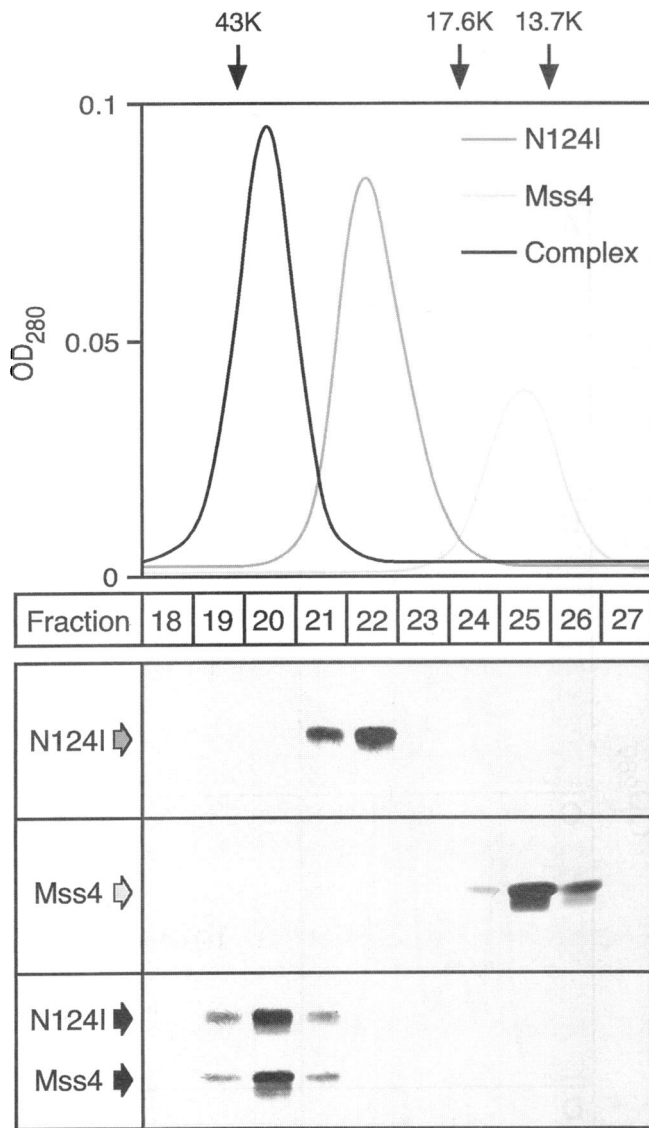 43K 17.6K 13.7K
0.1
N124I
Mss4
Complex
0.05
OD280
0
Fraction 18 19 20 21 22 23 24 25 26 27
N124I
Mss4
N124I
Mss4